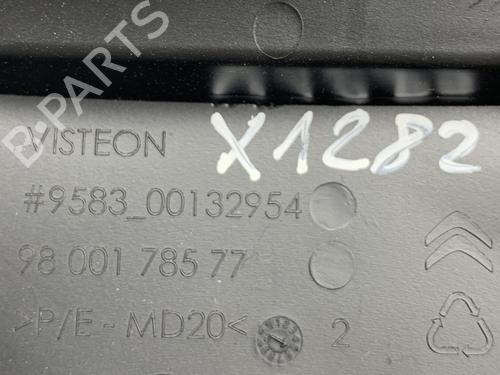 B-PARTS
VISTEON
X1282
#9583_00132954
98 001 785 77
>P/E-MD20< 2